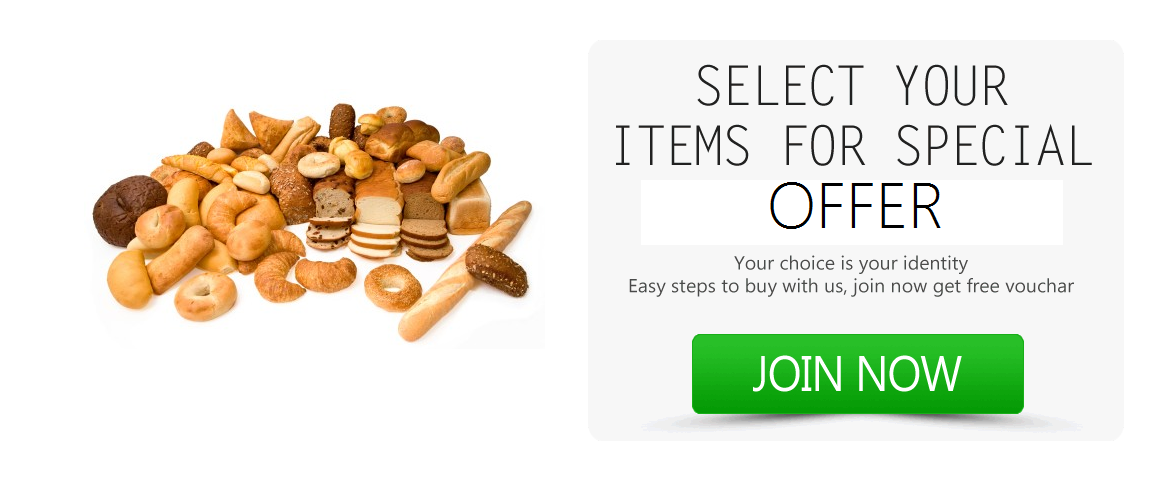 SELECT YOUR
ITEMS FOR SPECIAL
OFFER
Your choice is your identity
Easy steps to buy with us, join now get free vouchar
JOIN NOW